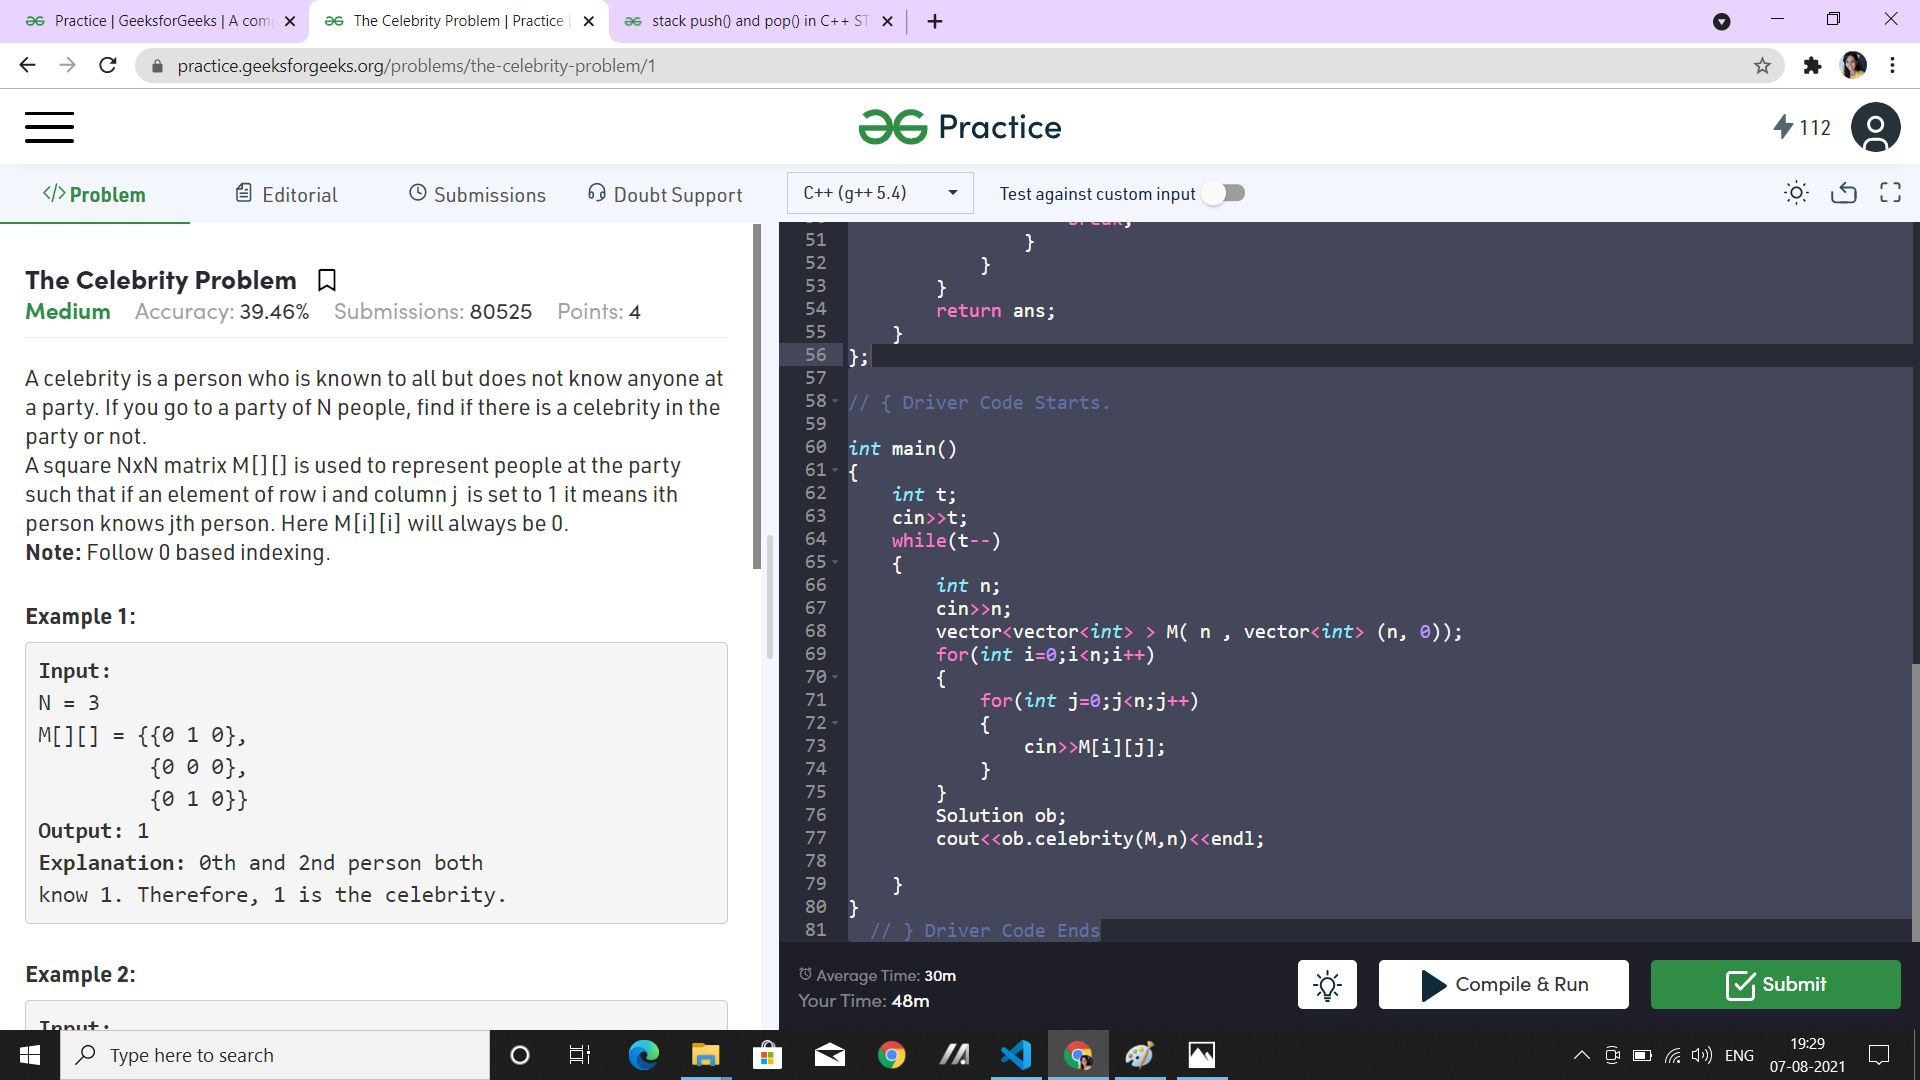 Practice | GeeksforGeeks | A com
The Celebrity Problem | Practice |
stack push() and pop() in C++ ST
practice.geeksforgeeks.org/problems/the-celebrity-problem/1
Practice
112
</> Problem
Editorial
Submissions
Doubt Support
C++ (g++ 5.4)
Test against custom input
The Celebrity Problem
Medium Accuracy: 39.46% Submissions: 80525 Points: 4
A celebrity is a person who is known to all but does not know anyone at
a party. If you go to a party of N people, find if there is a celebrity in the
party or not.
A square NxN matrix M[][] is used to represent people at the party
such that if an element of row i and column j is set to 1 it means ith
person knows jth person. Here M[i][i] will always be 0.
Note: Follow 0 based indexing.
Example 1:
Input:
N = 3
M[][] = {{0 1 0},
{0 0 0},
{0 1 0}}
Output: 1
Explanation: 0th and 2nd person both
know 1. Therefore, 1 is the celebrity.
Example 2:
Input:
break;
51 }
52 }
53 }
54 return ans;
55 }
56 };
57
58 // { Driver Code Starts.
59
60 int main()
61 {
62 int t;
63 cin>>t;
64 while(t--)
65 {
66 int n;
67 cin>>n;
68 vector<vector<int> > M( n , vector<int> (n, 0));
69 for(int i=0;i<n;i++)
70 {
71 for(int j=0;j<n;j++)
72 {
73 cin>>M[i][j];
74 }
75 }
76 Solution ob;
77 cout<<ob.celebrity(M,n)<<endl;
78
79 }
80 }
81 // } Driver Code Ends
Average Time: 30m
Your Time: 48m
Compile & Run
Submit
Type here to search
ENG
19:29
07-08-2021